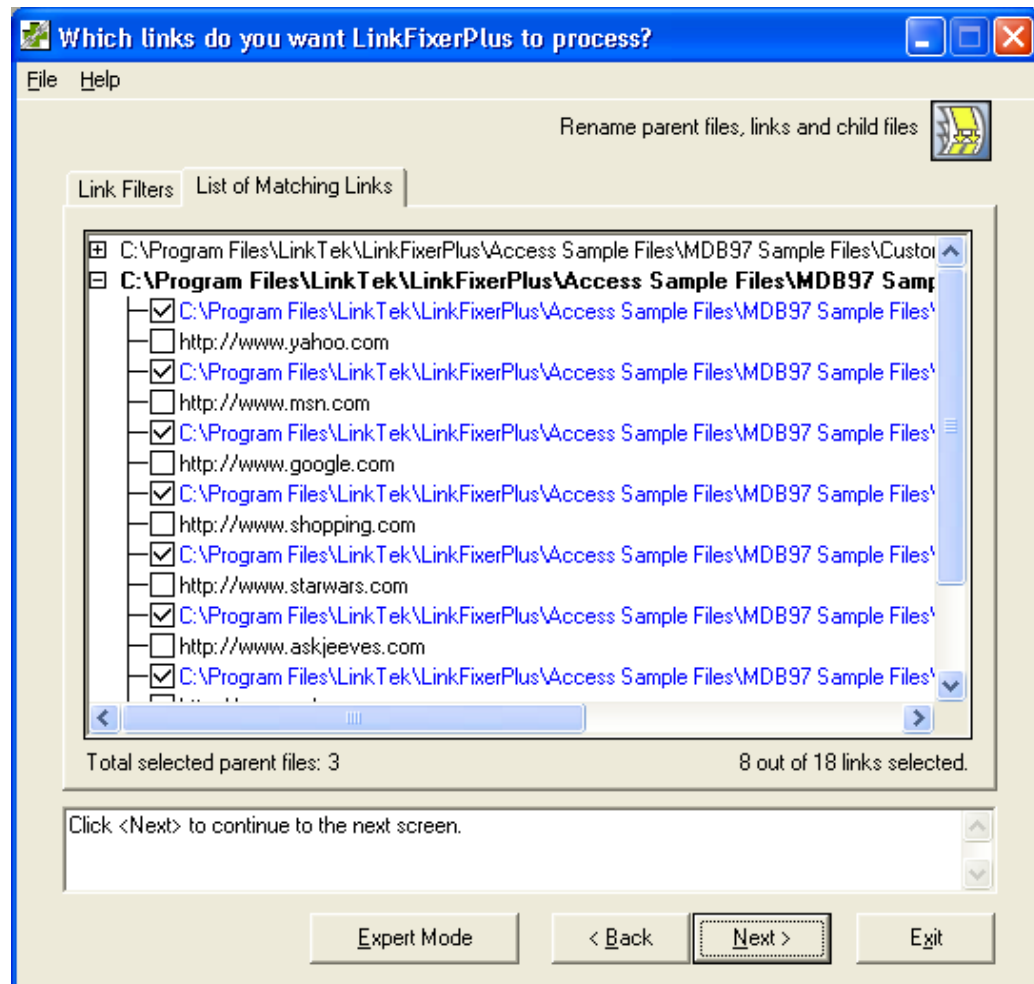 Which links do you want LinkFixerPlus to process?
File Help
Rename parent files, links and child files
Link Filters List of Matching Links
C:\Program Files\LinkTek\LinkFixerPlus\Access Sample Files\MDB97 Sample Files\Custo
C:\Program Files\LinkTek\LinkFixerPlus\Access Sample Files\MDB97 Samp
C:\Program Files\LinkTek\LinkFixerPlus\Access Sample Files\MDB97 Sample Files\
http://www.yahoo.com
C:\Program Files\LinkTek\LinkFixerPlus\Access Sample Files\MDB97 Sample Files\
http://www.msn.com
C:\Program Files\LinkTek\LinkFixerPlus\Access Sample Files\MDB97 Sample Files\
http://www.google.com
C:\Program Files\LinkTek\LinkFixerPlus\Access Sample Files\MDB97 Sample Files\
http://www.shopping.com
C:\Program Files\LinkTek\LinkFixerPlus\Access Sample Files\MDB97 Sample Files\
http://www.starwars.com
C:\Program Files\LinkTek\LinkFixerPlus\Access Sample Files\MDB97 Sample Files\
http://www.askjeeves.com
C:\Program Files\LinkTek\LinkFixerPlus\Access Sample Files\MDB97 Sample Files\
Total selected parent files: 3 8 out of 18 links selected.
Click <Next> to continue to the next screen.
Expert Mode < Back Next > Exit